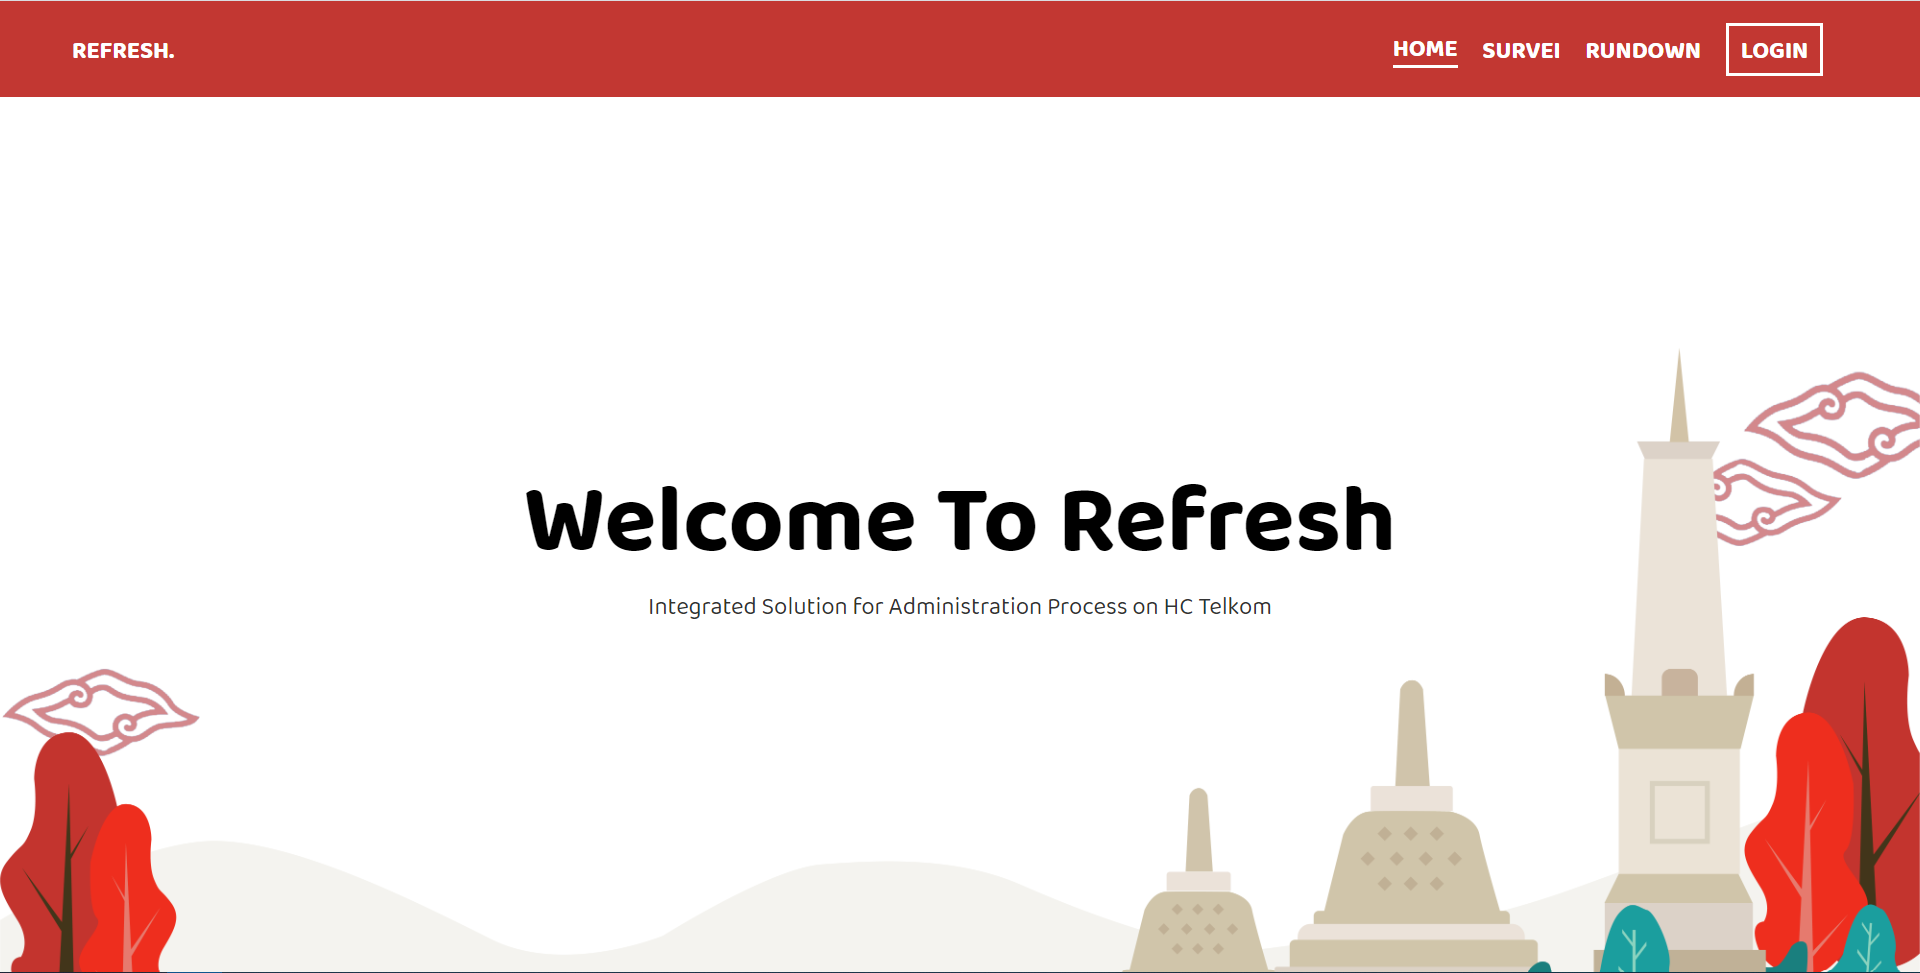 REFRESH.
HOME SURVEI RUNDOWN LOGIN
Welcome To Refresh
Integrated Solution for Administration Process on HC Telkom